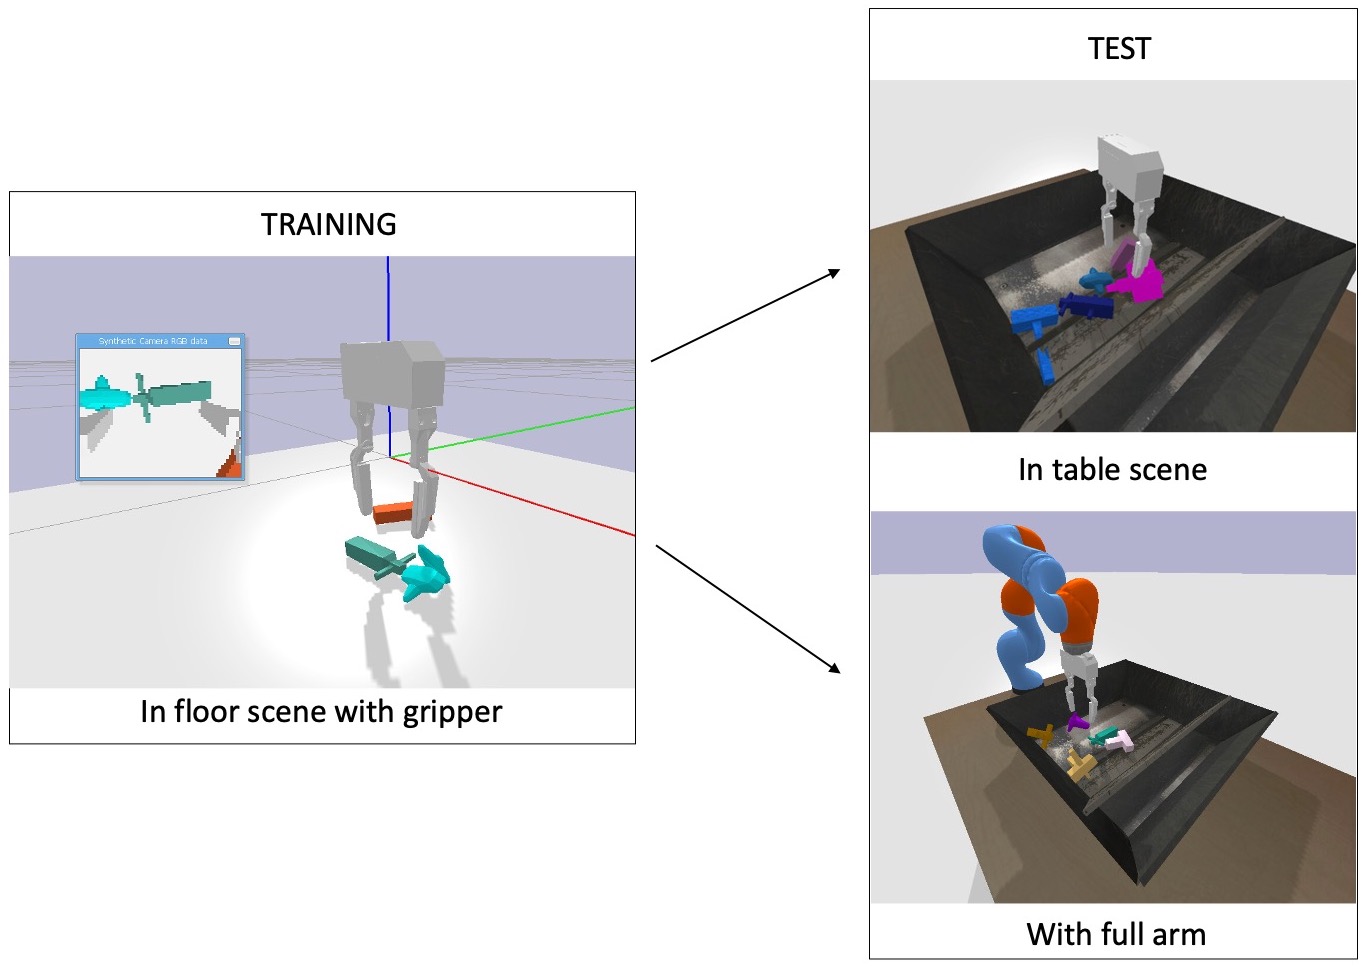 TRAINING
Synthetic Camera RGB data
In floor scene with gripper
TEST
In table scene
With full arm